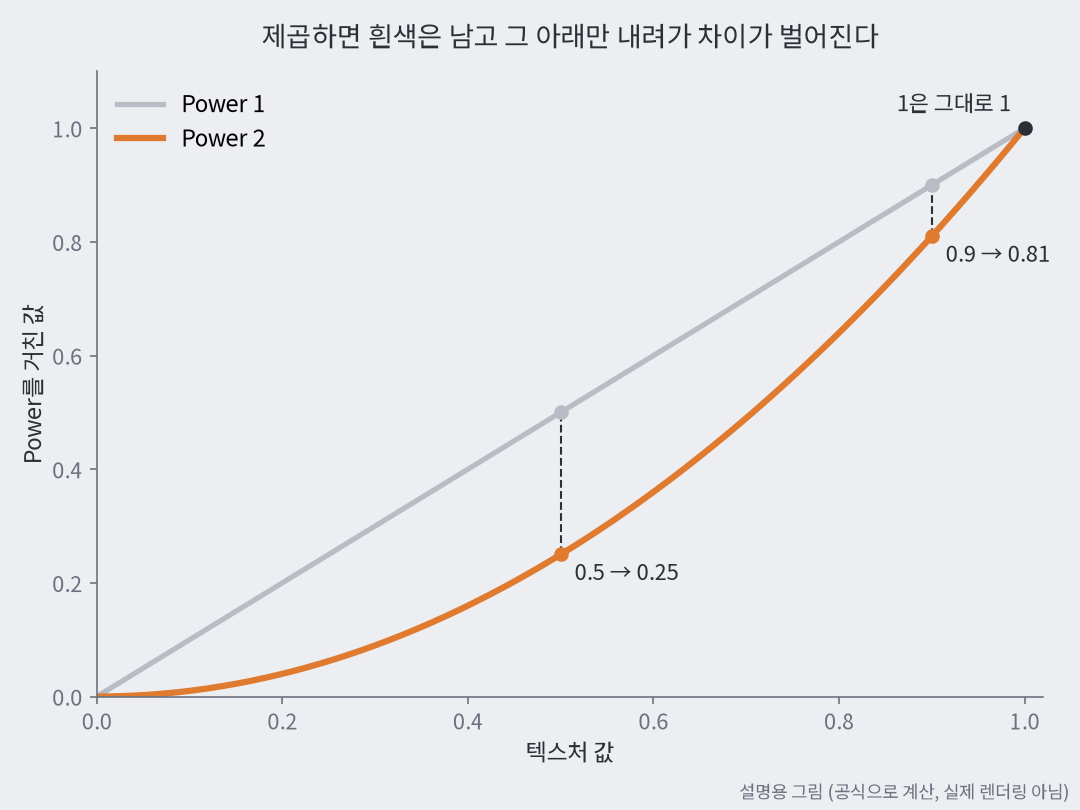 제곱하면 흰색은 남고 그 아래만 내려가 차이가 벌어진다
Power 1
Power 2
1은 그대로 1
0.9 → 0.81
0.5 → 0.25
Power를 거친 값
1.0
0.8
0.6
0.4
0.2
0.0
0.0 0.2 0.4 0.6 0.8 1.0
텍스처 값
설명용 그림 (공식으로 계산, 실제 렌더링 아님)